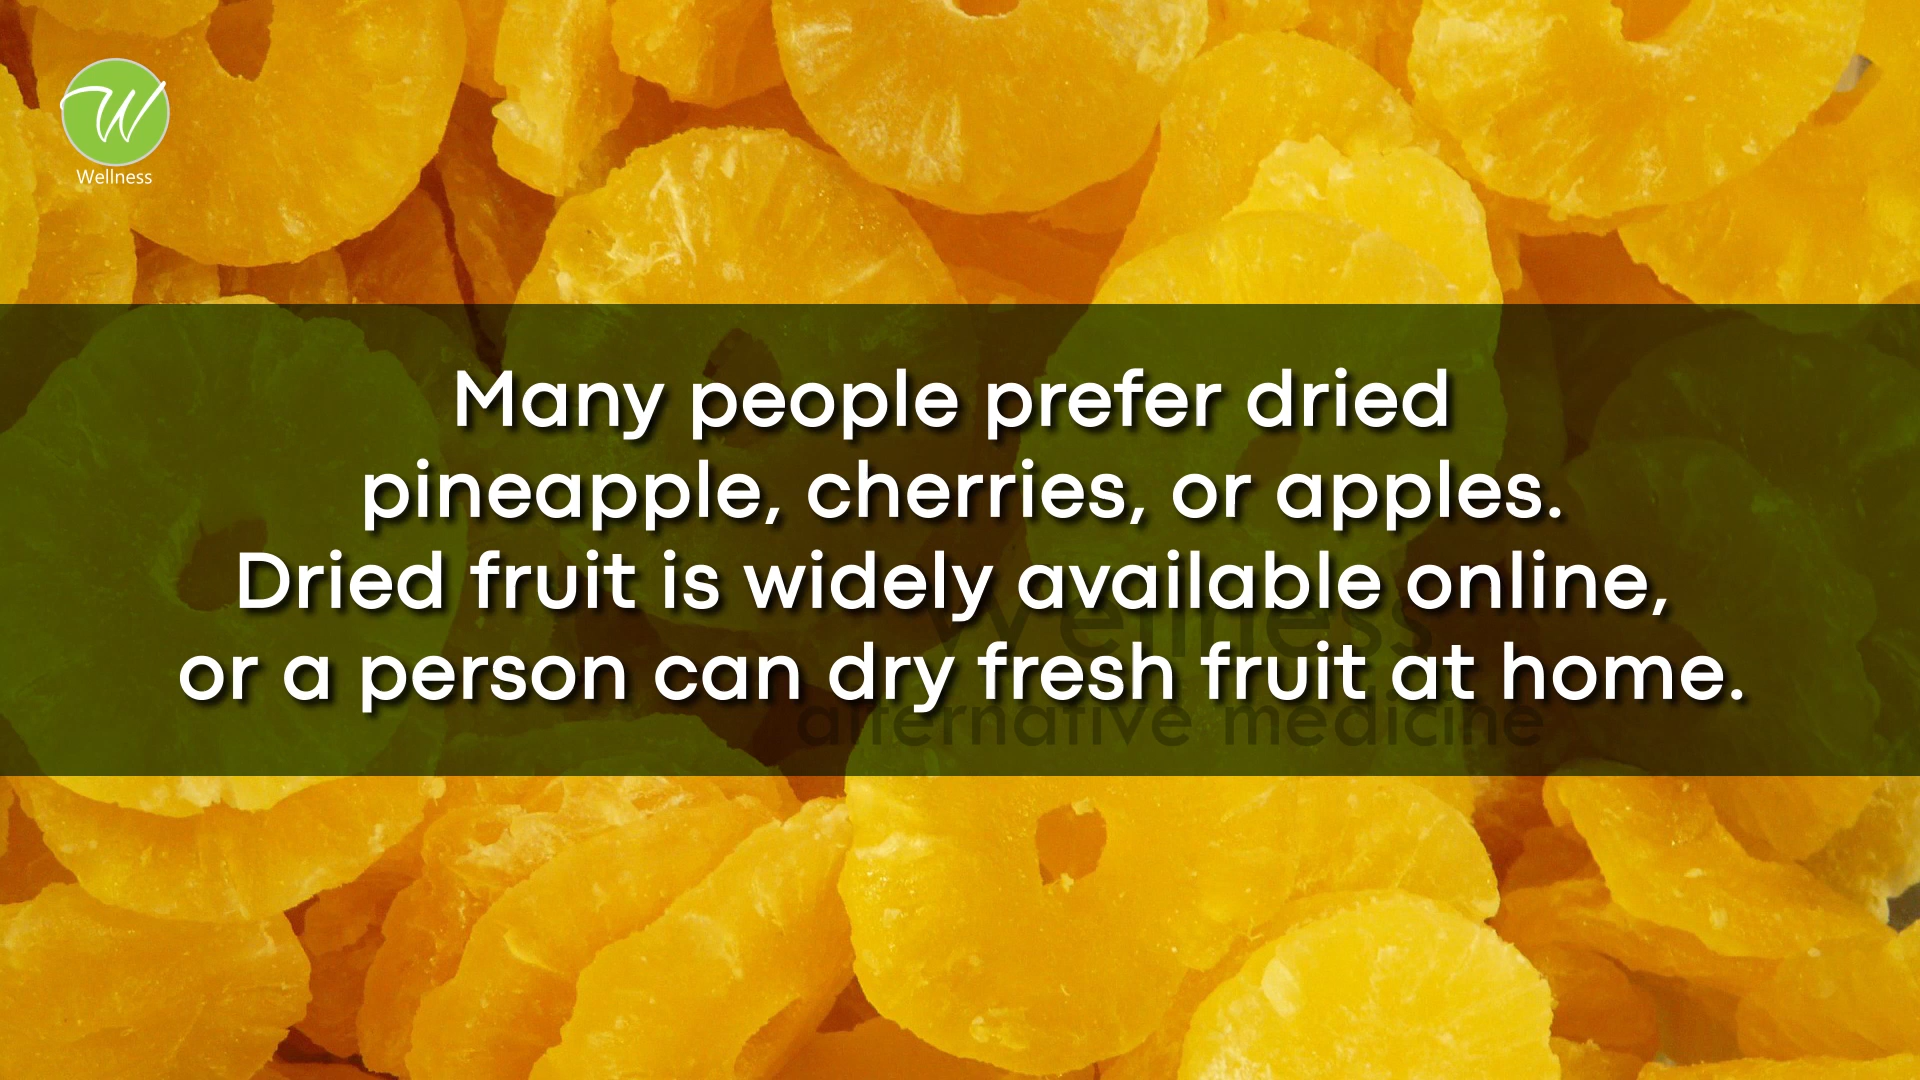 W
Wellness
Many people prefer dried
pineapple, cherries, or apples.
Dried fruit is widely available online,
or a person can dry fresh fruit at home.
Wellness
alternative medicine